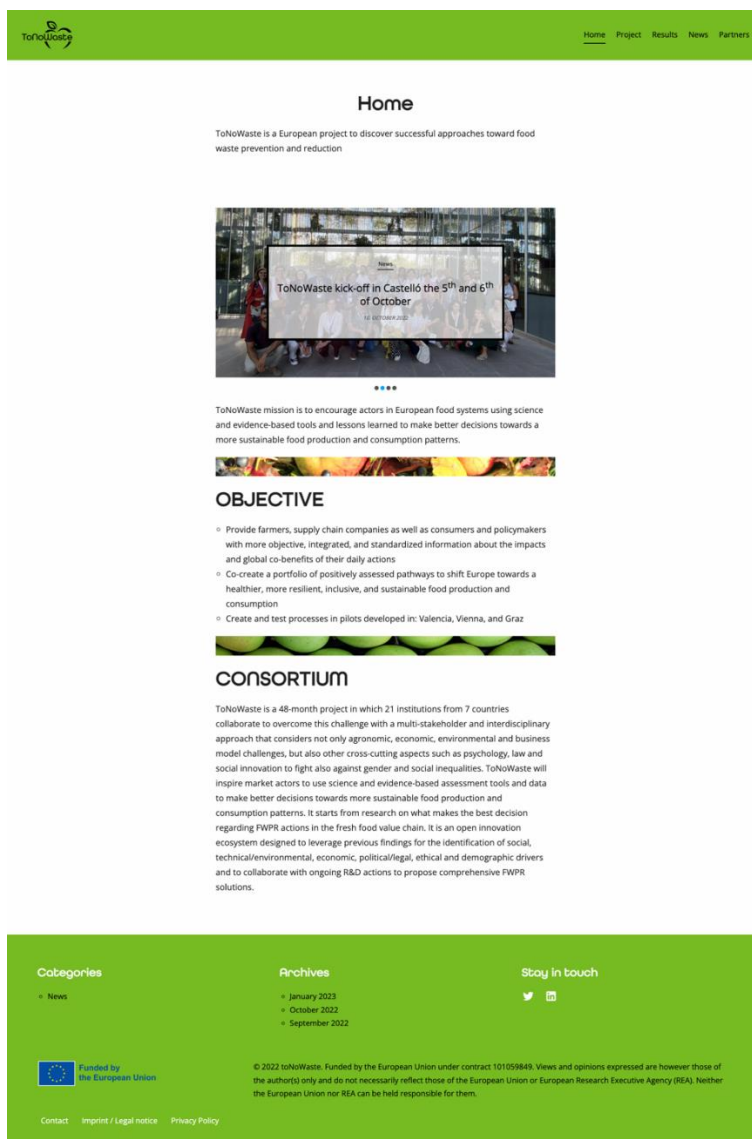 ToNoWaste
Home Project Results News Partners
Home
ToNoWaste is a European project to discover successful approaches toward food
waste prevention and reduction
News
ToNoWaste kick-off in Castelló the 5th and 6th
of October
10. OCTOBER 2022
ToNoWaste mission is to encourage actors in European food systems using science
and evidence-based tools and lessons learned to make better decisions towards a
more sustainable food production and consumption patterns.
OBJECTIVE
Provide farmers, supply chain companies as well as consumers and policymakers
with more objective, integrated, and standardized information about the impacts
and global co-benefits of their daily actions
Co-create a portfolio of positively assessed pathways to shift Europe towards a
healthier, more resilient, inclusive, and sustainable food production and
consumption
Create and test processes in pilots developed in: Valencia, Vienna, and Graz
CONSORTIUM
ToNoWaste is a 48-month project in which 21 institutions from 7 countries
collaborate to overcome this challenge with a multi-stakeholder and interdisciplinary
approach that considers not only agronomic, economic, environmental and business
model challenges, but also other cross-cutting aspects such as psychology, law and
social innovation to fight also against gender and social inequalities. ToNoWaste will
inspire market actors to use science and evidence-based assessment tools and data
to make better decisions towards more sustainable food production and
consumption patterns. It starts from research on what makes the best decision
regarding FWPR actions in the fresh food value chain. It is an open innovation
ecosystem designed to leverage previous findings for the identification of social,
technical/environmental, economic, political/legal, ethical and demographic drivers
and to collaborate with ongoing R&D actions to propose comprehensive FWPR
solutions.
Categories
News
Archives
January 2023
October 2022
September 2022
Stay in touch
Funded by
the European Union
© 2022 toNoWaste. Funded by the European Union under contract 101059849. Views and opinions expressed are however those of
the author(s) only and do not necessarily reflect those of the European Union or European Research Executive Agency (REA). Neither
the European Union nor REA can be held responsible for them.
Contact Imprint / Legal notice Privacy Policy